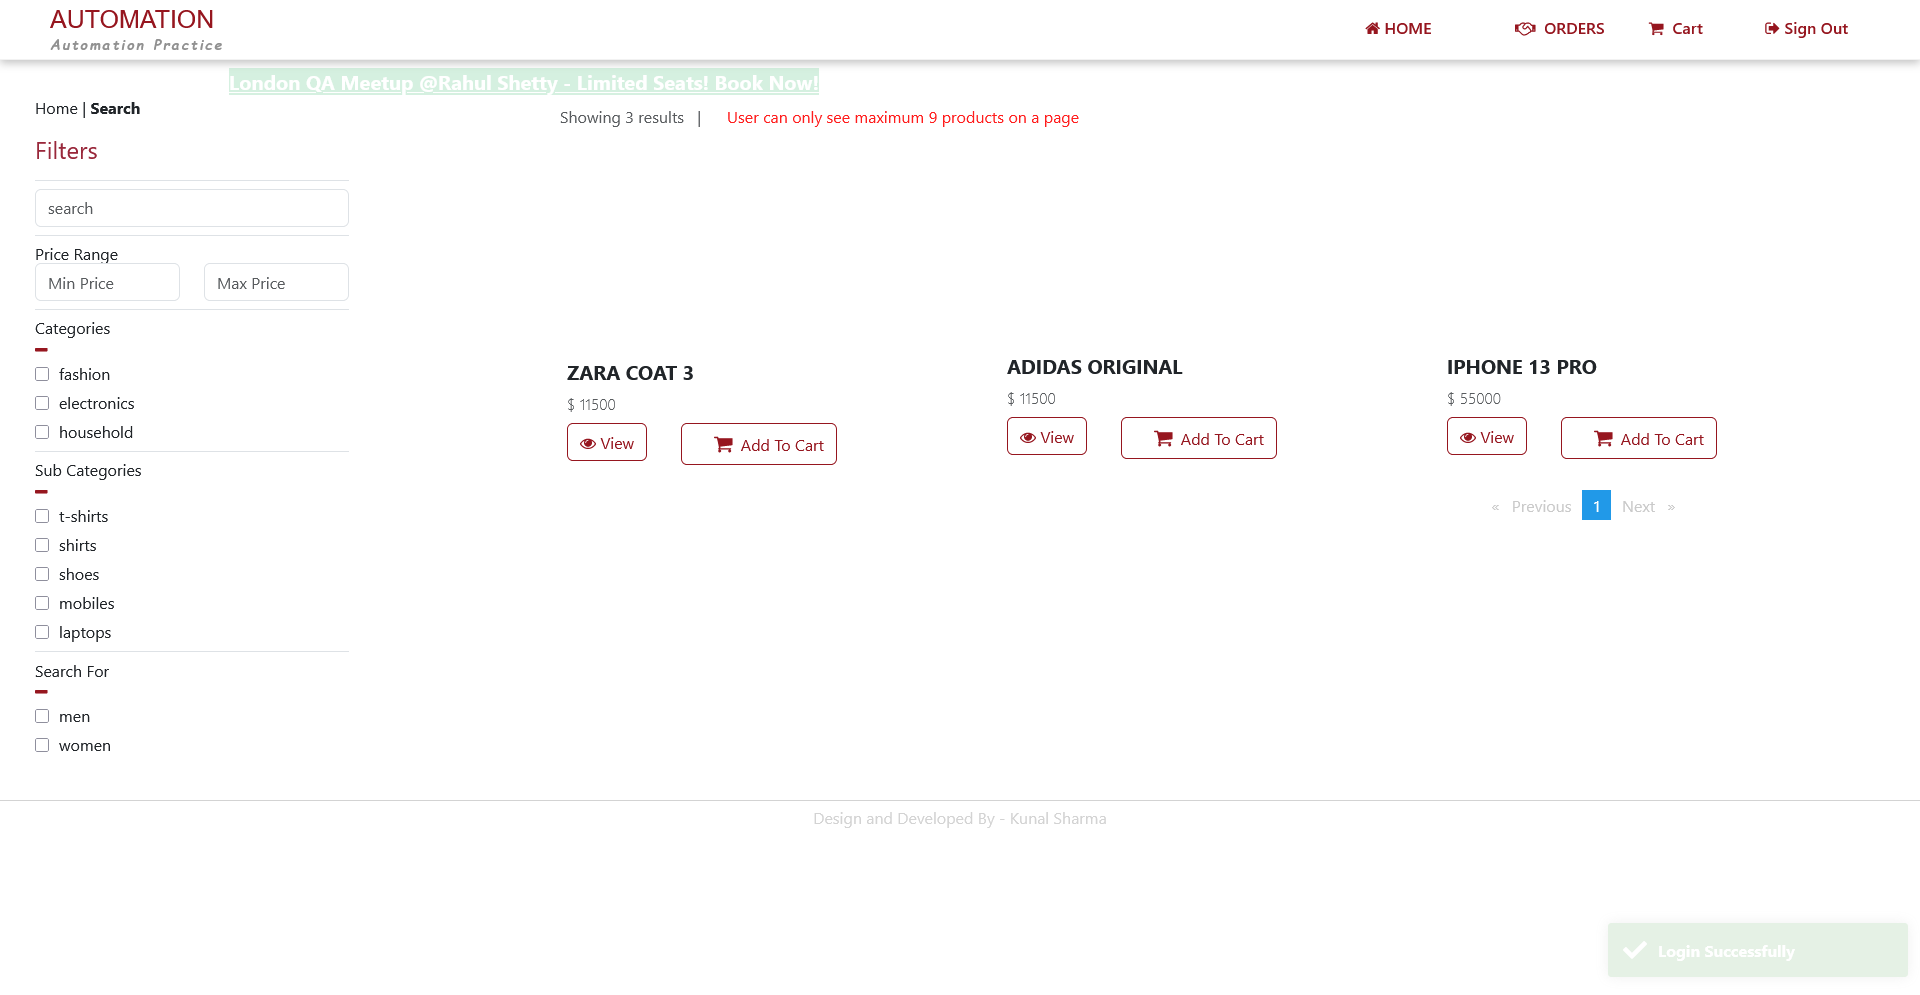 AUTOMATION
Automation Practice
HOME
ORDERS
Cart
Sign Out
London QA Meetup @Rahul Shetty - Limited Seats! Book Now!
Home | Search
Showing 3 results |
User can only see maximum 9 products on a page
Filters
search
Price Range
Min Price
Max Price
Categories
fashion
electronics
household
Sub Categories
t-shirts
shirts
shoes
mobiles
laptops
Search For
men
women
ZARA COAT 3
$ 11500
View
Add To Cart
ADIDAS ORIGINAL
$ 11500
View
Add To Cart
IPHONE 13 PRO
$ 55000
View
Add To Cart
« Previous 1 Next »
Design and Developed By - Kunal Sharma
Login Successfully